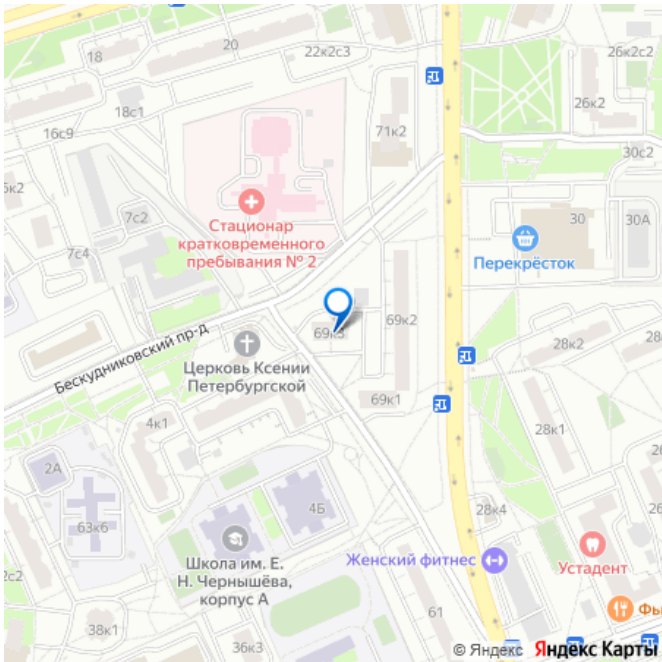 18
20
22к2с3
26к2с2
26к2
18с1
16с9
71к2
30с2
7с2
Стационар
кратковременного
пребывания № 2
30
30А
7с4
Перекрёсток
69к3
69к2
Бескудниковский пр-д
Церковь Ксении
Петербургской
28к2
69к1
4к1
28к1
2А
63к6
4Б
28к4
Школа им. Е.
Н. Чернышёва,
корпус А
Женский фитнес
Устадент
61
38к1
36к3
© Яндекс Яндекс Карты